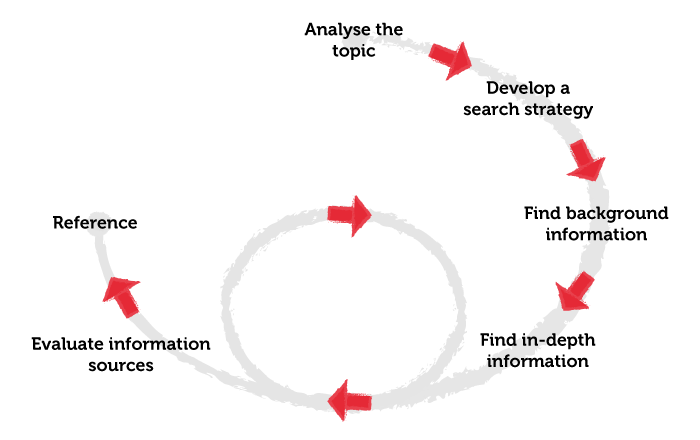 Analyse the
topic
Develop a
search strategy
Find background
information
Find in-depth
information
Evaluate information
sources
Reference